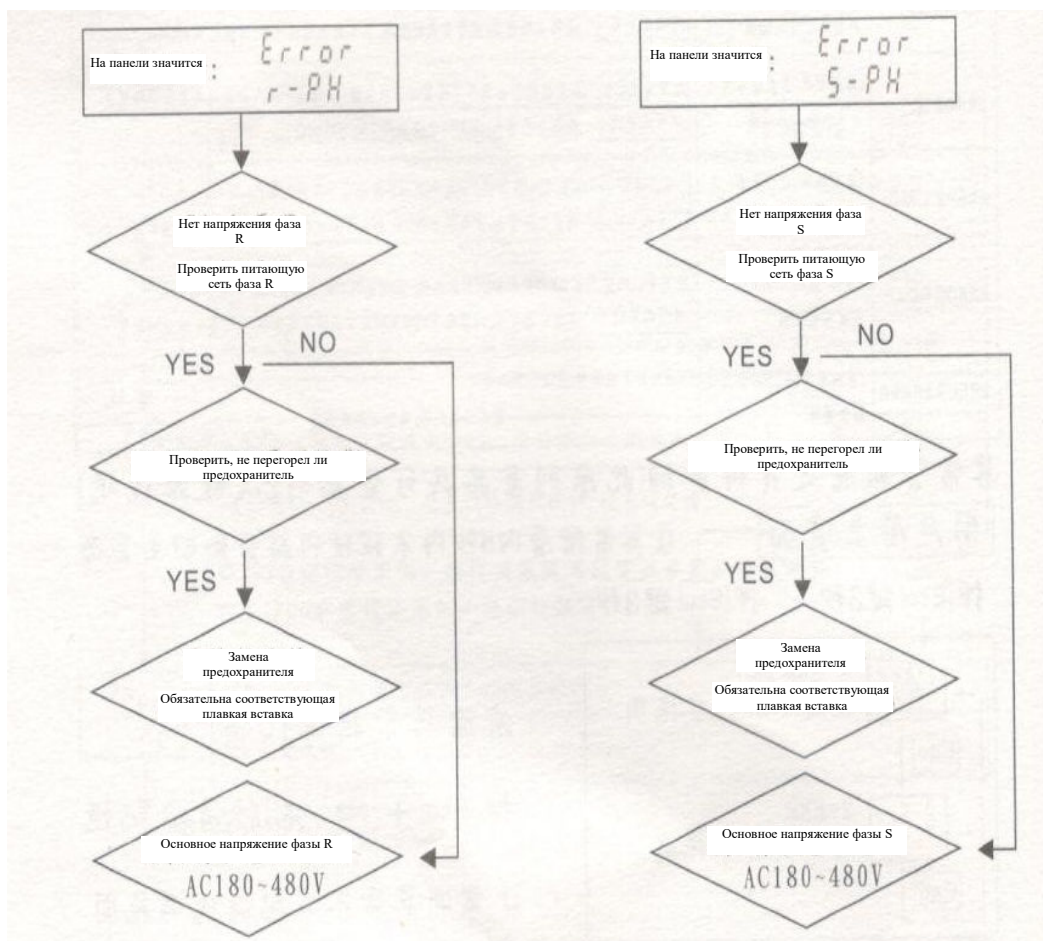 На панели значится :
Error
r-PH
Нет напряжения фаза
R
Проверить питающую
сеть фаза R
YES
NO
Проверить, не перегорел ли
предохранитель
YES
Замена
предохранителя
Обязательна соответствующая
плавкая вставка
Основное напряжение фазы R
AC180~480V
На панели значится :
Error
S-PH
Нет напряжения фаза
S
Проверить питающую
сеть фаза S
YES
NO
Проверить, не перегорел ли
предохранитель
YES
Замена
предохранителя
Обязательна соответствующая
плавкая вставка
Основное напряжение фазы S
AC180~480V